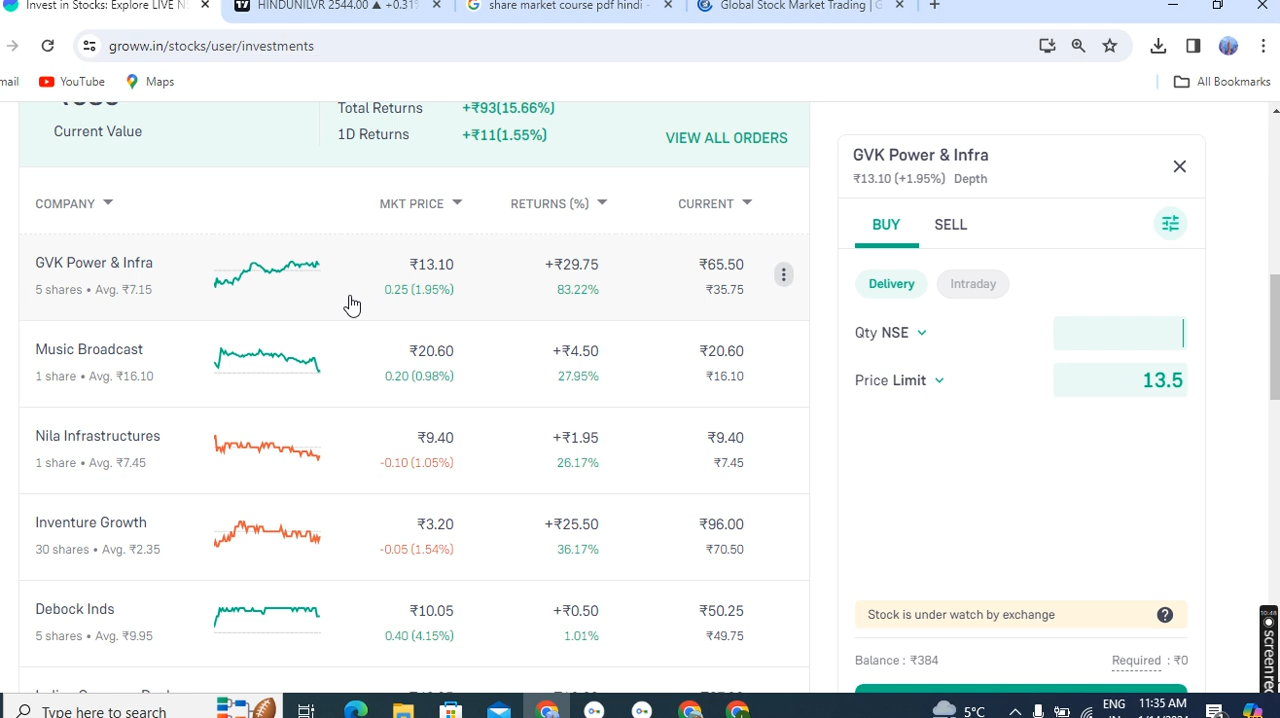 Invest in Stocks: Explore LIVE N
HINDUNILVR 2544.00 ▲ +0.31%
share market course pdf hindi -
Global Stock Market Trading | G
groww.in/stocks/user/investments
mail
YouTube
Maps
All Bookmarks
Current Value
Total Returns +₹93(15.66%)
1D Returns +₹11(1.55%)
VIEW ALL ORDERS
COMPANY MKT PRICE RETURNS (%) CURRENT
GVK Power & Infra ₹13.10 +₹29.75 ₹65.50
5 shares • Avg. ₹7.15 0.25 (1.95%) 83.22% ₹35.75
Music Broadcast ₹20.60 +₹4.50 ₹20.60
1 share • Avg. ₹16.10 0.20 (0.98%) 27.95% ₹16.10
Nila Infrastructures ₹9.40 +₹1.95 ₹9.40
1 share • Avg. ₹7.45 -0.10 (1.05%) 26.17% ₹7.45
Inventure Growth ₹3.20 +₹25.50 ₹96.00
30 shares • Avg. ₹2.35 -0.05 (1.54%) 36.17% ₹70.50
Debock Inds ₹10.05 +₹0.50 ₹50.25
5 shares • Avg. ₹9.95 0.40 (4.15%) 1.01% ₹49.75
GVK Power & Infra
₹13.10 (+1.95%) Depth
BUY SELL
Delivery Intraday
Qty NSE
Price Limit 13.5
Stock is under watch by exchange ?
Balance : ₹384 Required : ₹0
10:48
screenrec
Type here to search
5°C
ENG
11:35 AM